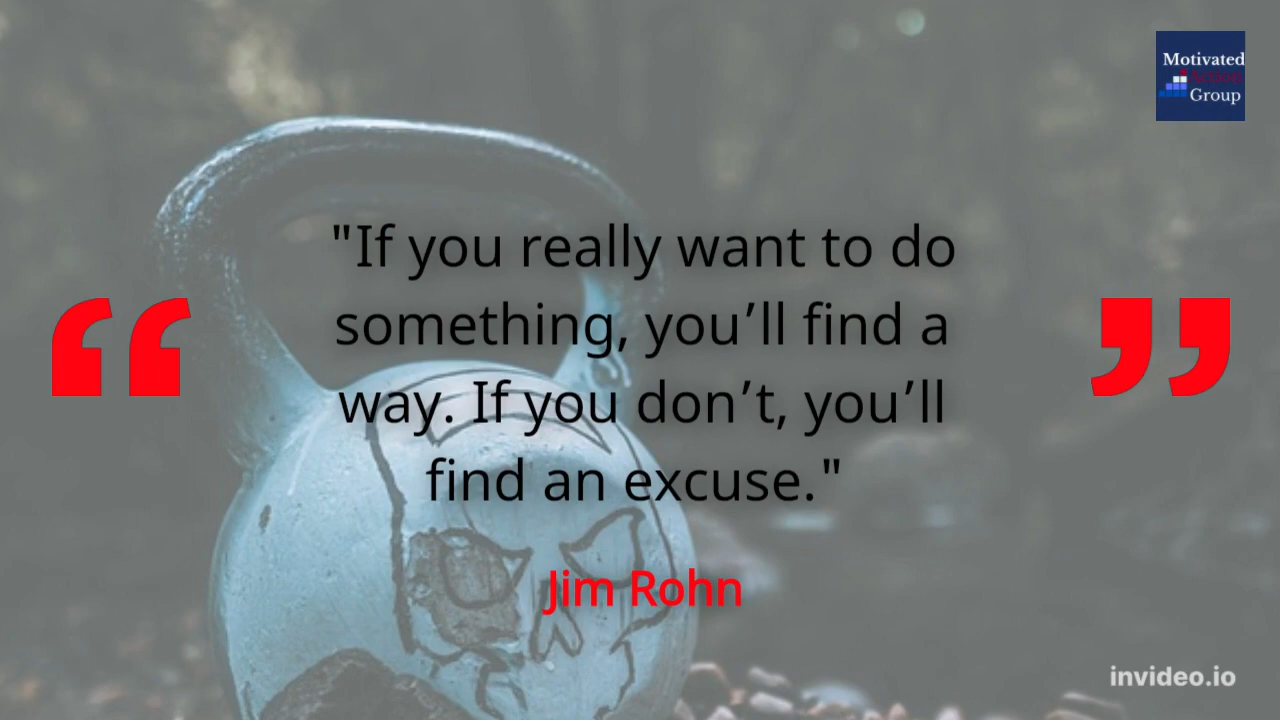 Motivated
Action
Group
"If you really want to do
something, you’ll find a
way. If you don’t, you’ll
find an excuse."
Jim Rohn
invideo.io